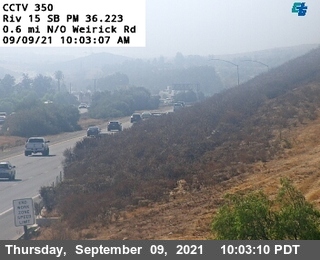 CCTV 350
Riv 15 SB PM 36.223
0.6 mi N/O Weirick Rd
09/09/21 10:03:07 AM
Thursday, September 09, 2021 10:03:10 PDT